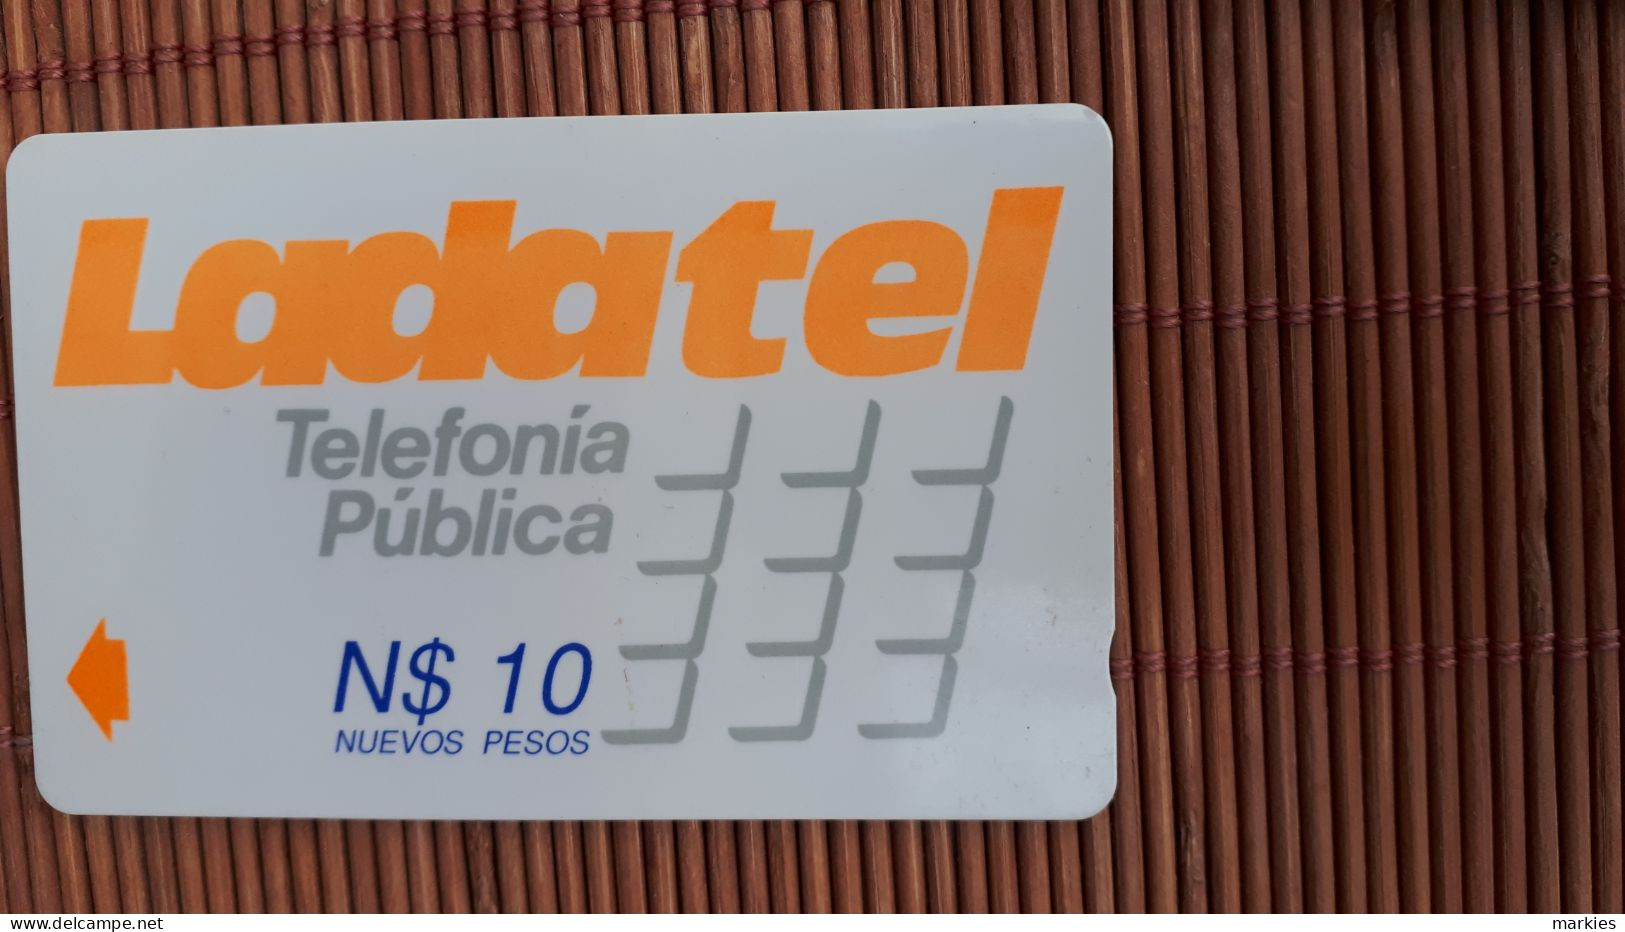 Ladatel
Telefonía
Pública
N$ 10
NUEVOS PESOS
www.delcampe.net
markies